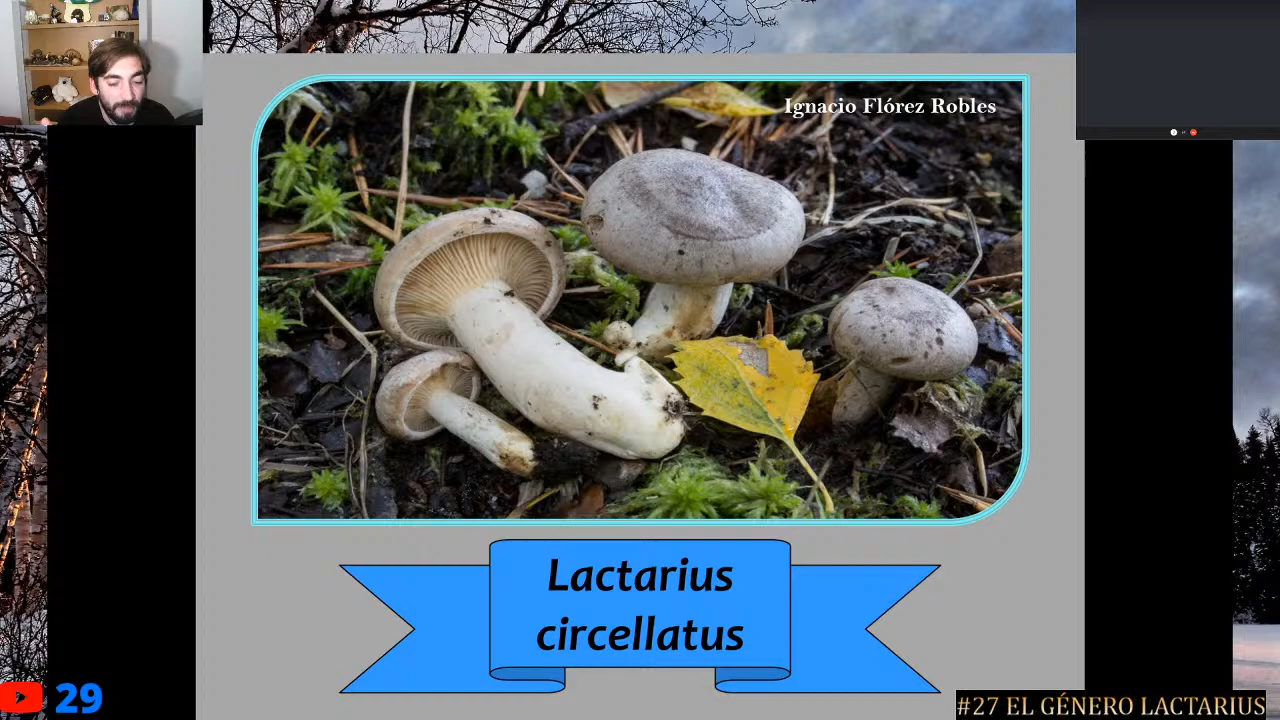 Ignacio Flórez Robles
Lactarius
circellatus
29
#27 EL GÉNERO LACTARIUS